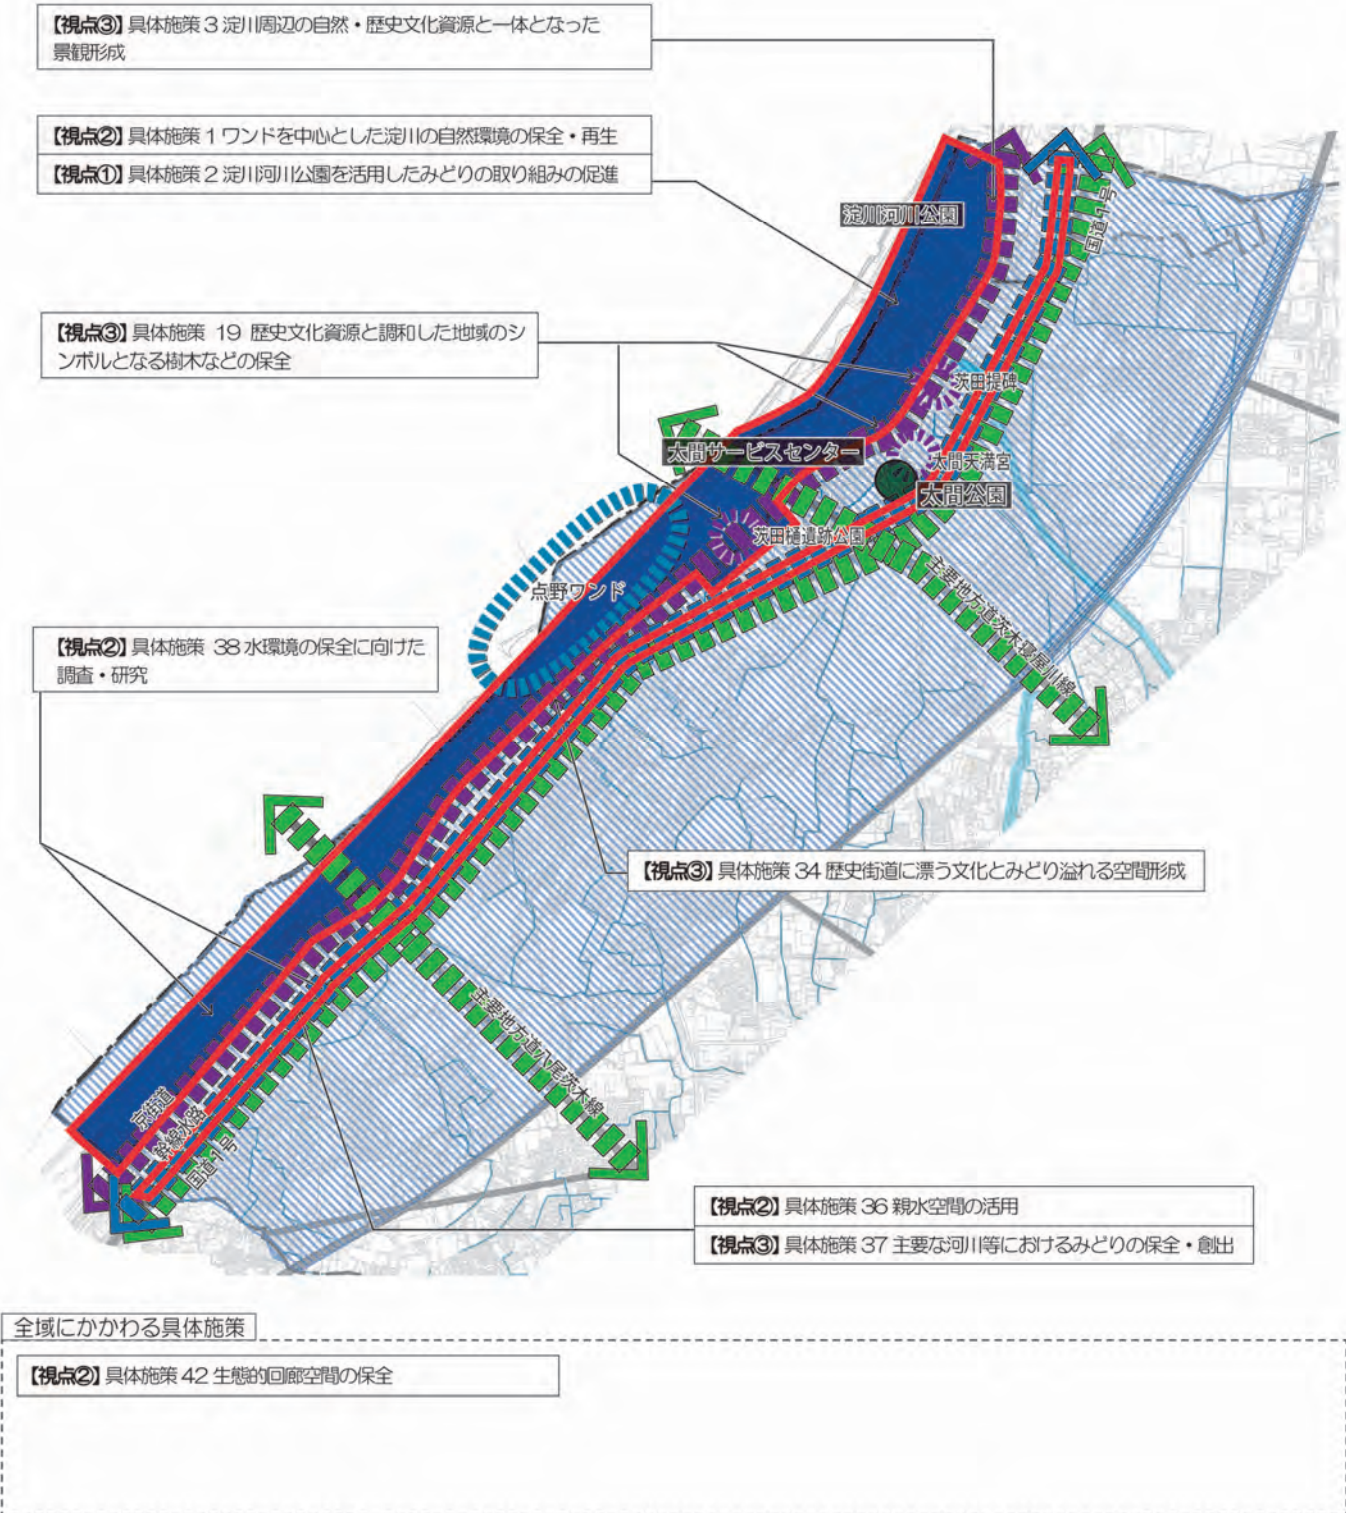 【視点③】具体施策 3 淀川周辺の自然・歴史文化資源と一体となった
景観形成
【視点②】具体施策 1 ワンドを中心とした淀川の自然環境の保全・再生
【視点①】具体施策 2 淀川河川公園を活用したみどりの取り組みの促進
淀川河川公園
国道1号
【視点③】具体施策 19 歴史文化資源と調和した地域のシ
ンボルとなる樹木などの保全
茨田堤碑
太間サービスセンター
太間天満宮
太間公園
茨田樋遺跡公園
主要地方道茨木寝屋川線
点野ワンド
【視点②】具体施策 38 水環境の保全に向けた
調査・研究
【視点③】具体施策 34 歴史街道に漂う文化とみどり溢れる空間形成
主要地方道八尾茨木線
京街道
幹線水路
国道1号
【視点②】具体施策 36 親水空間の活用
【視点③】具体施策 37 主要な河川等におけるみどりの保全・創出
全域にかかわる具体施策
【視点②】具体施策 42 生態的回廊空間の保全